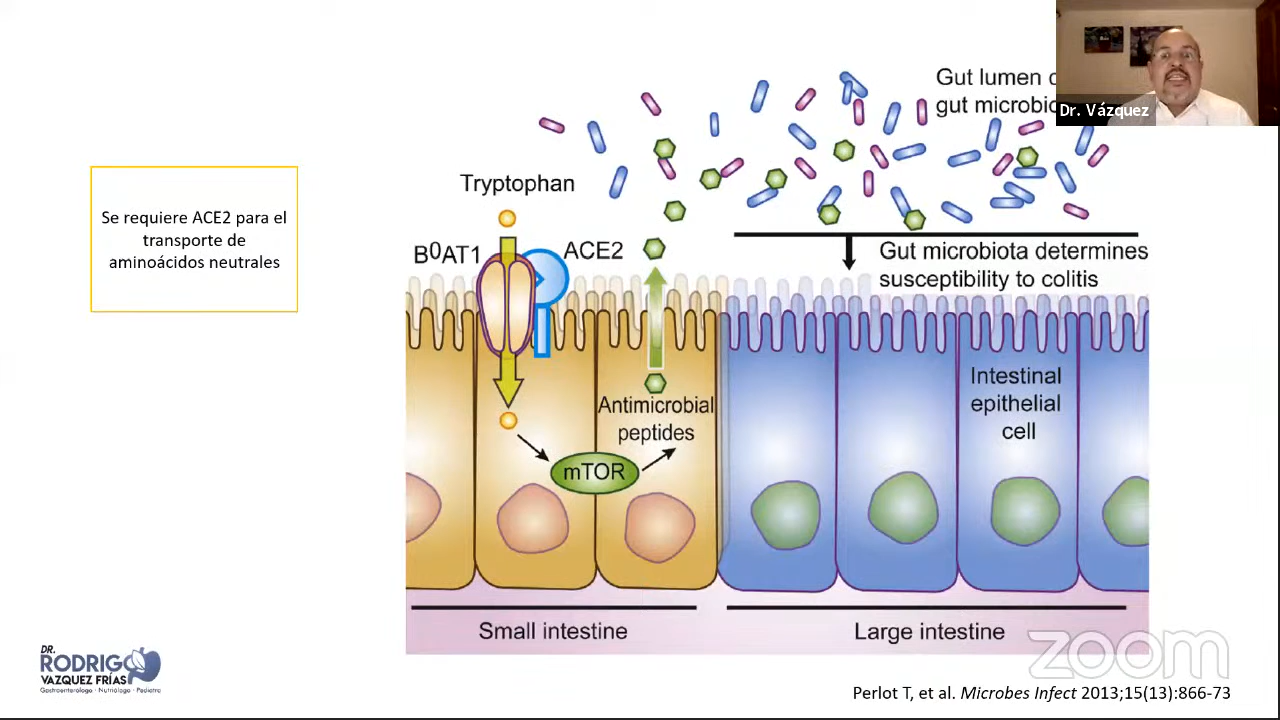 Gut lumen
gut
Dr. Vázquez
Tryptophan
Se requiere ACE2 para el
transporte de
aminoácidos neutrales
B⁰AT1
ACE2
Gut microbiota determines
susceptibility to colitis
Intestinal
epithelial
cell
Antimicrobial
peptides
mTOR
Small intestine
Large intestine
zoom
DR.
RODRIGO
VAZQUEZ FRÍAS
Gastroenterólogo · Nutriólogo · Pediatra
Perlot T, et al. Microbes Infect 2013;15(13):866-73